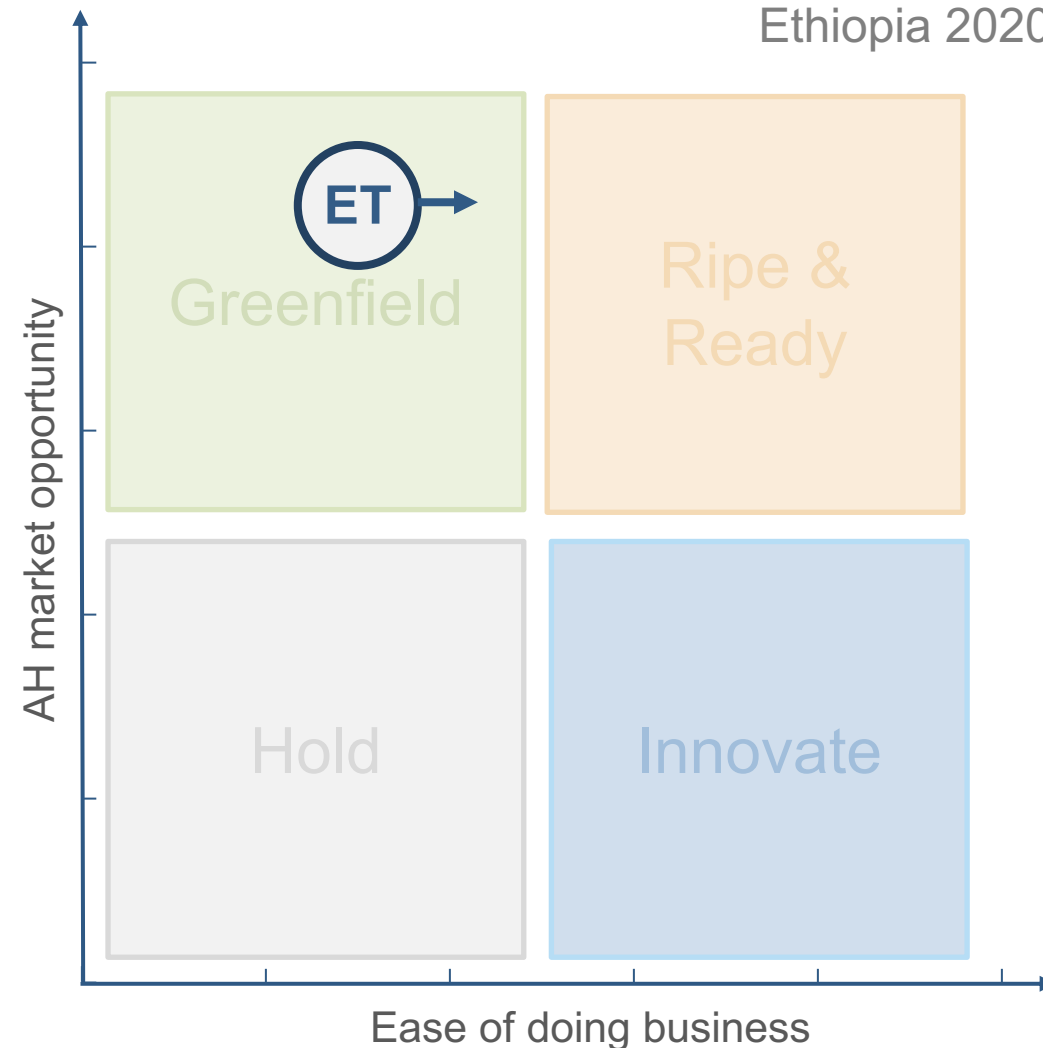 Ethiopia 2020
ET
Greenfield
Ripe &
Ready
AH market opportunity
Hold
Innovate
Ease of doing business